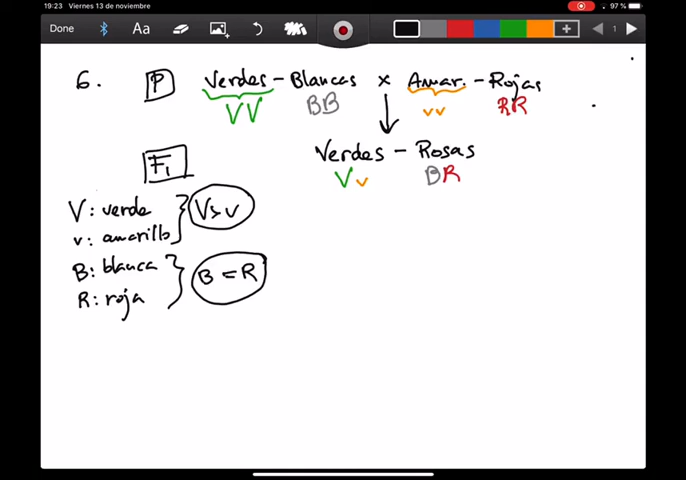 19:23 Viernes 13 de noviembre 97 %
Done Aa 1
6. P Verdes - Blancas x Amar. - Rojas
VV BB vv RR
F1 Verdes - Rosas
Vv BR
V: verde
v: amarillo
V > v
B: blanca
R: roja
B = R